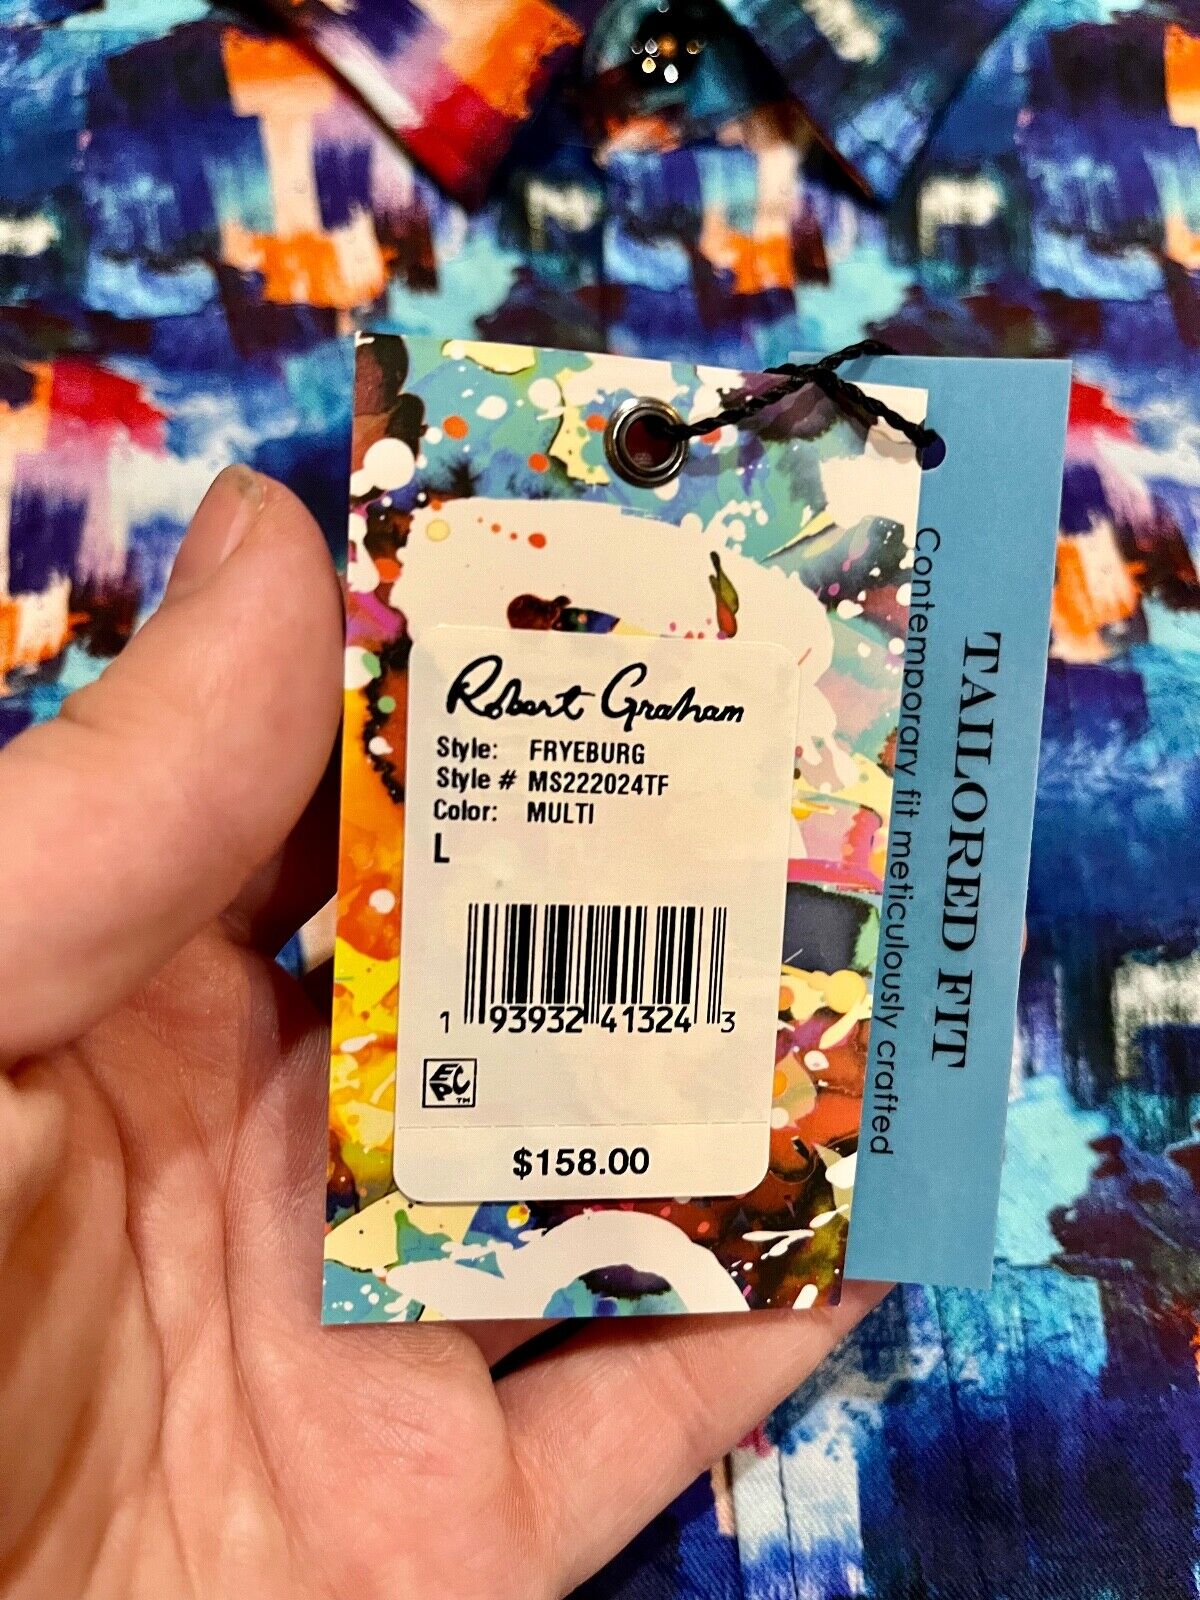 Robert Graham
Style: FRYEBURG
Style # MS222024TF
Color: MULTI
L
1 93932 41324 3
EPC™
$158.00
TAILORED FIT
Contemporary fit meticulously crafted